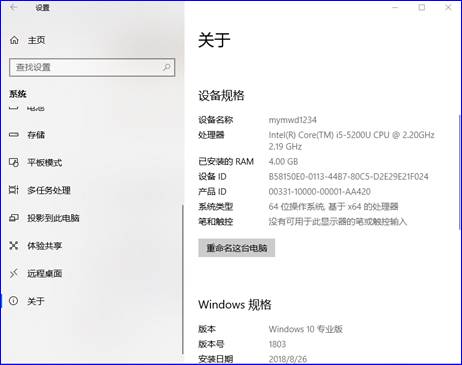 设置
主页
查找设置
系统
电池
存储
平板模式
多任务处理
投影到此电脑
体验共享
远程桌面
关于
关于
设备规格
设备名称 mymwd1234
处理器 Intel(R) Core(TM) i5-5200U CPU @ 2.20GHz
2.19 GHz
已安装的 RAM 4.00 GB
设备 ID B58150E0-0113-44B7-80C5-D2E29E21F024
产品 ID 00331-10000-00001-AA420
系统类型 64 位操作系统, 基于 x64 的处理器
笔和触控 没有可用于此显示器的笔或触控输入
重命名这台电脑
Windows 规格
版本 Windows 10 专业版
版本号 1803
安装日期 2018/8/26